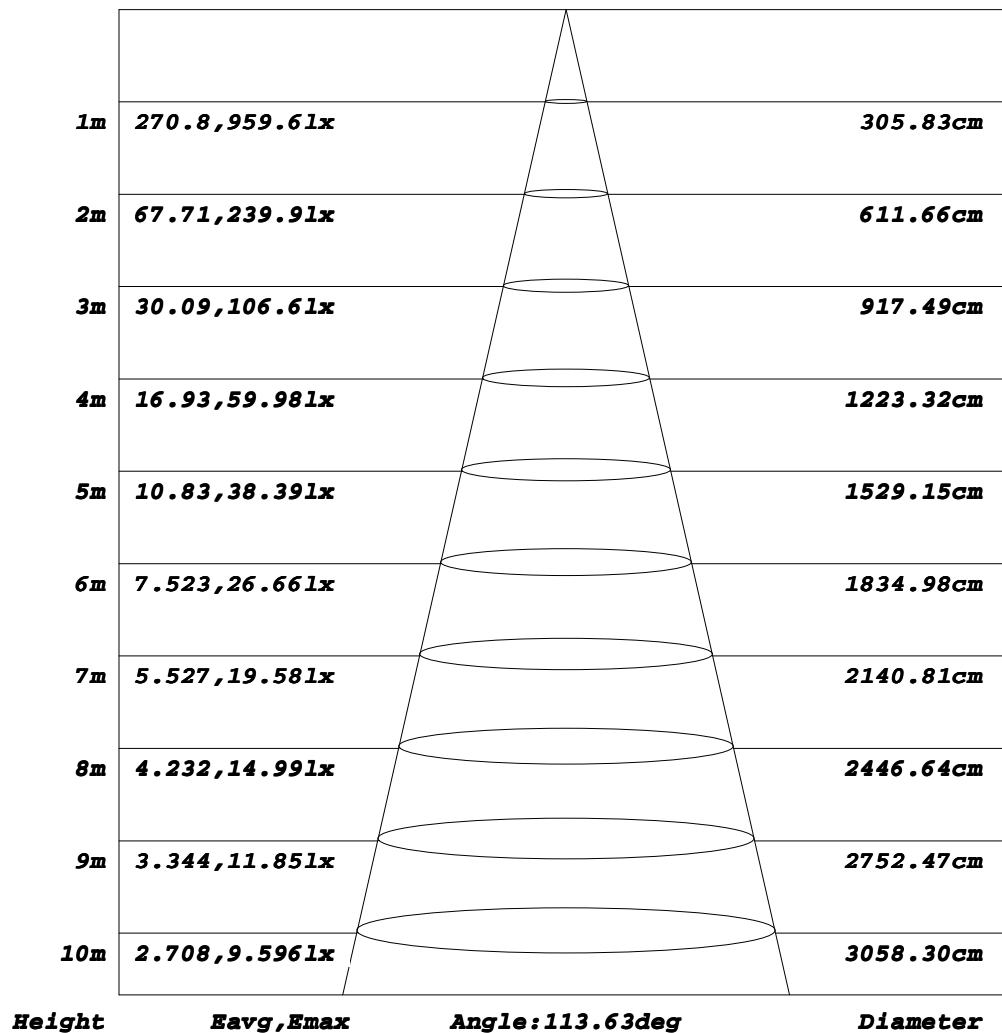 1m 270.8,959.6lx 305.83cm
2m 67.71,239.9lx 611.66cm
3m 30.09,106.6lx 917.49cm
4m 16.93,59.98lx 1223.32cm
5m 10.83,38.39lx 1529.15cm
6m 7.523,26.66lx 1834.98cm
7m 5.527,19.58lx 2140.81cm
8m 4.232,14.99lx 2446.64cm
9m 3.344,11.85lx 2752.47cm
10m 2.708,9.596lx 3058.30cm
Height Eavg,Emax Angle:113.63deg Diameter